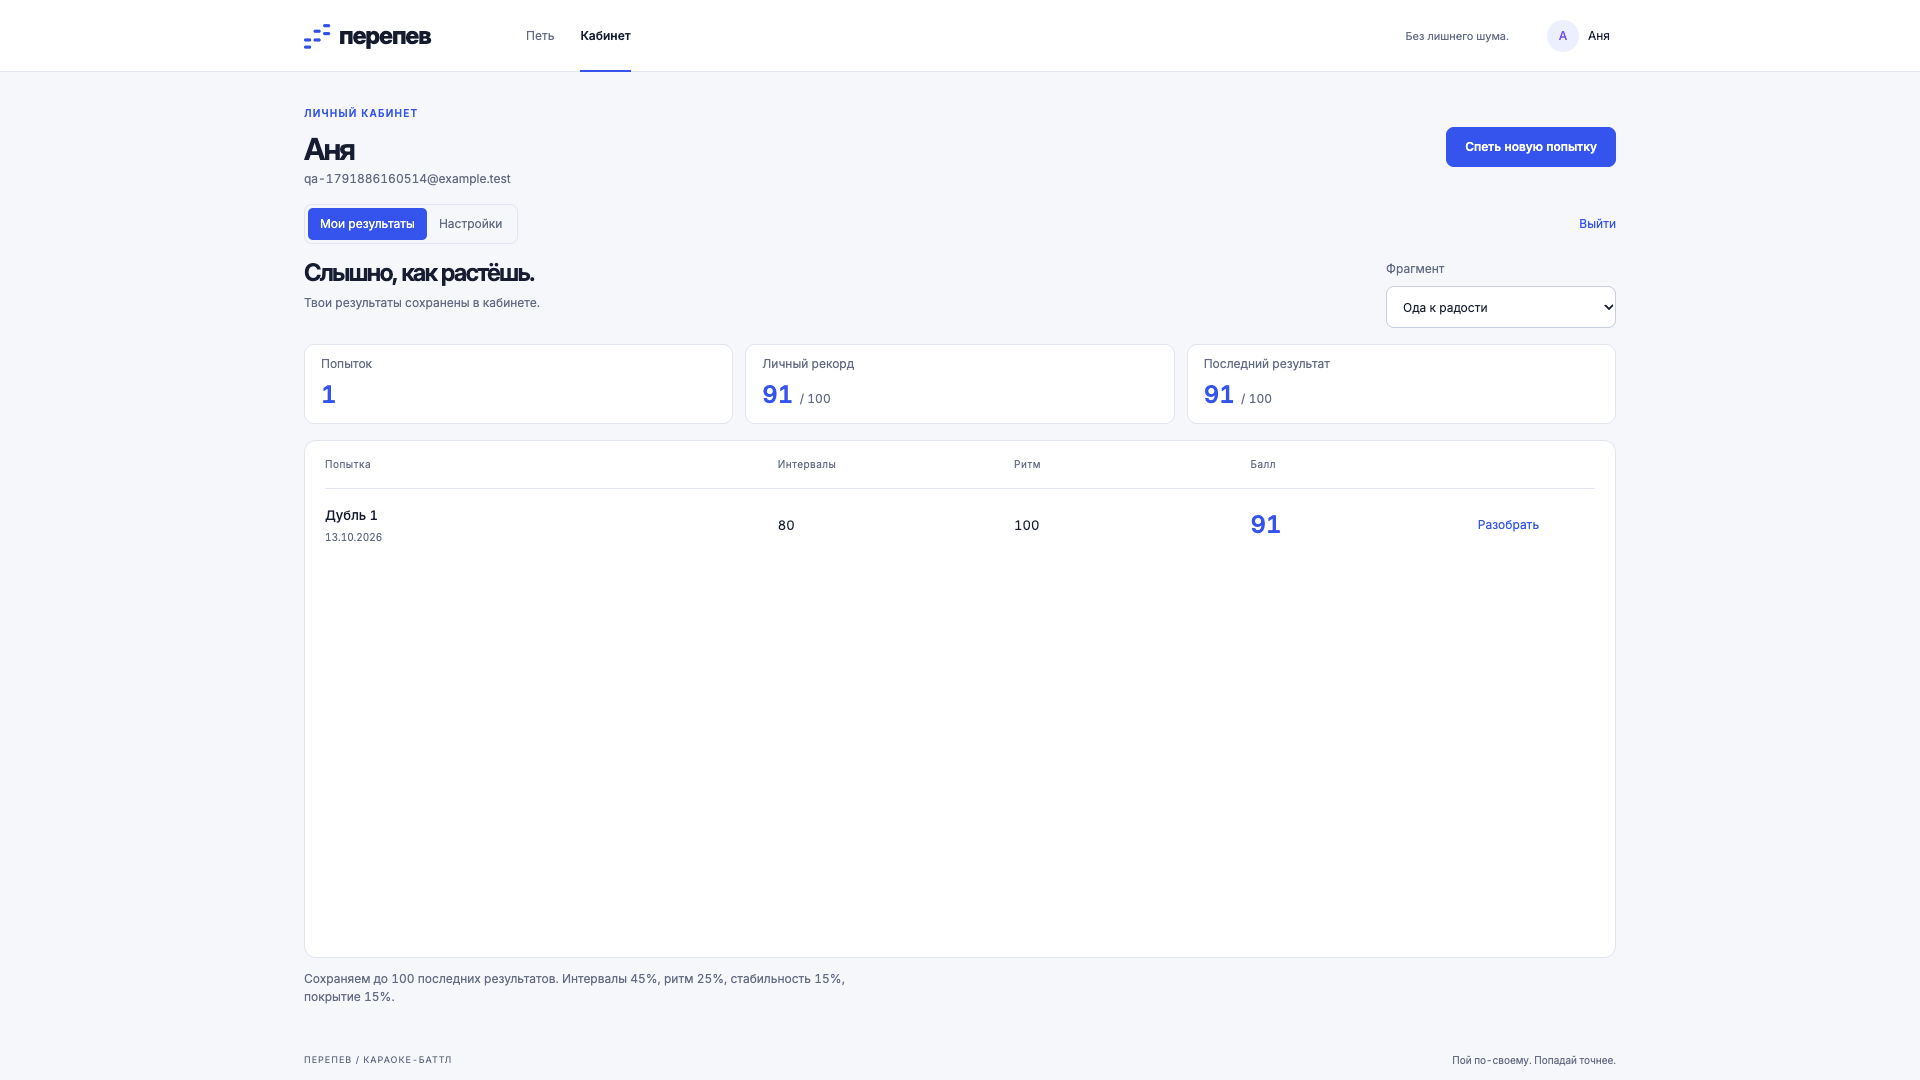 перепев
Петь
Кабинет
Без лишнего шума.
А
Аня
ЛИЧНЫЙ КАБИНЕТ
Аня
qa-1791886160514@example.test
Спеть новую попытку
Мои результаты
Настройки
Выйти
Слышно, как растёшь.
Твои результаты сохранены в кабинете.
Фрагмент
Ода к радости
Попыток
1
Личный рекорд
91 / 100
Последний результат
91 / 100
Попытка
Интервалы
Ритм
Балл
Дубль 1
13.10.2026
80
100
91
Разобрать
Сохраняем до 100 последних результатов. Интервалы 45%, ритм 25%, стабильность 15%,
покрытие 15%.
ПЕРЕПЕВ / КАРАОКЕ-БАТТЛ
Пой по-своему. Попадай точнее.